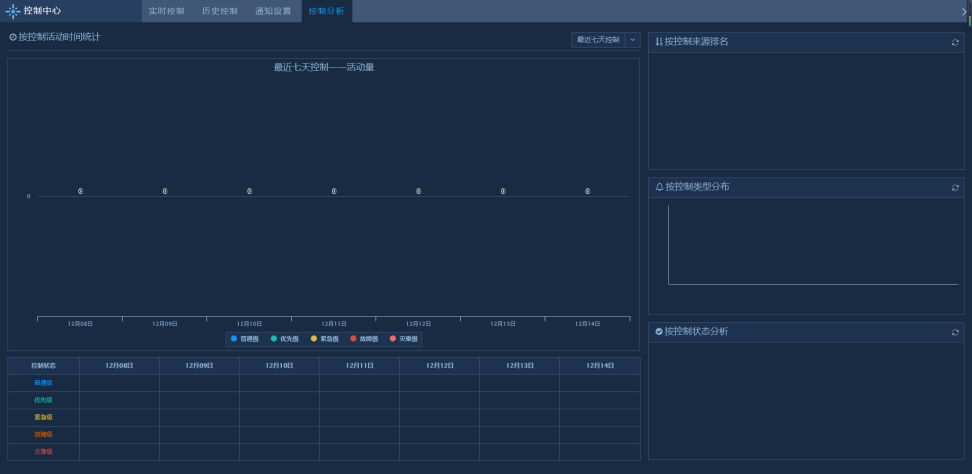 控制中心
实时控制 历史控制 通知设置 控制分析
按控制活动时间统计
最近七天控制
最近七天控制——活动量
0
0 0 0 0 0 0 0
12月08日 12月09日 12月10日 12月11日 12月12日 12月13日 12月14日
普通级 优先级 紧急级 故障级 灾难级
控制状态 12月08日 12月09日 12月10日 12月11日 12月12日 12月13日 12月14日
普通级
优先级
紧急级
故障级
灾难级
按控制来源排名
按控制类型分布
按控制状态分析